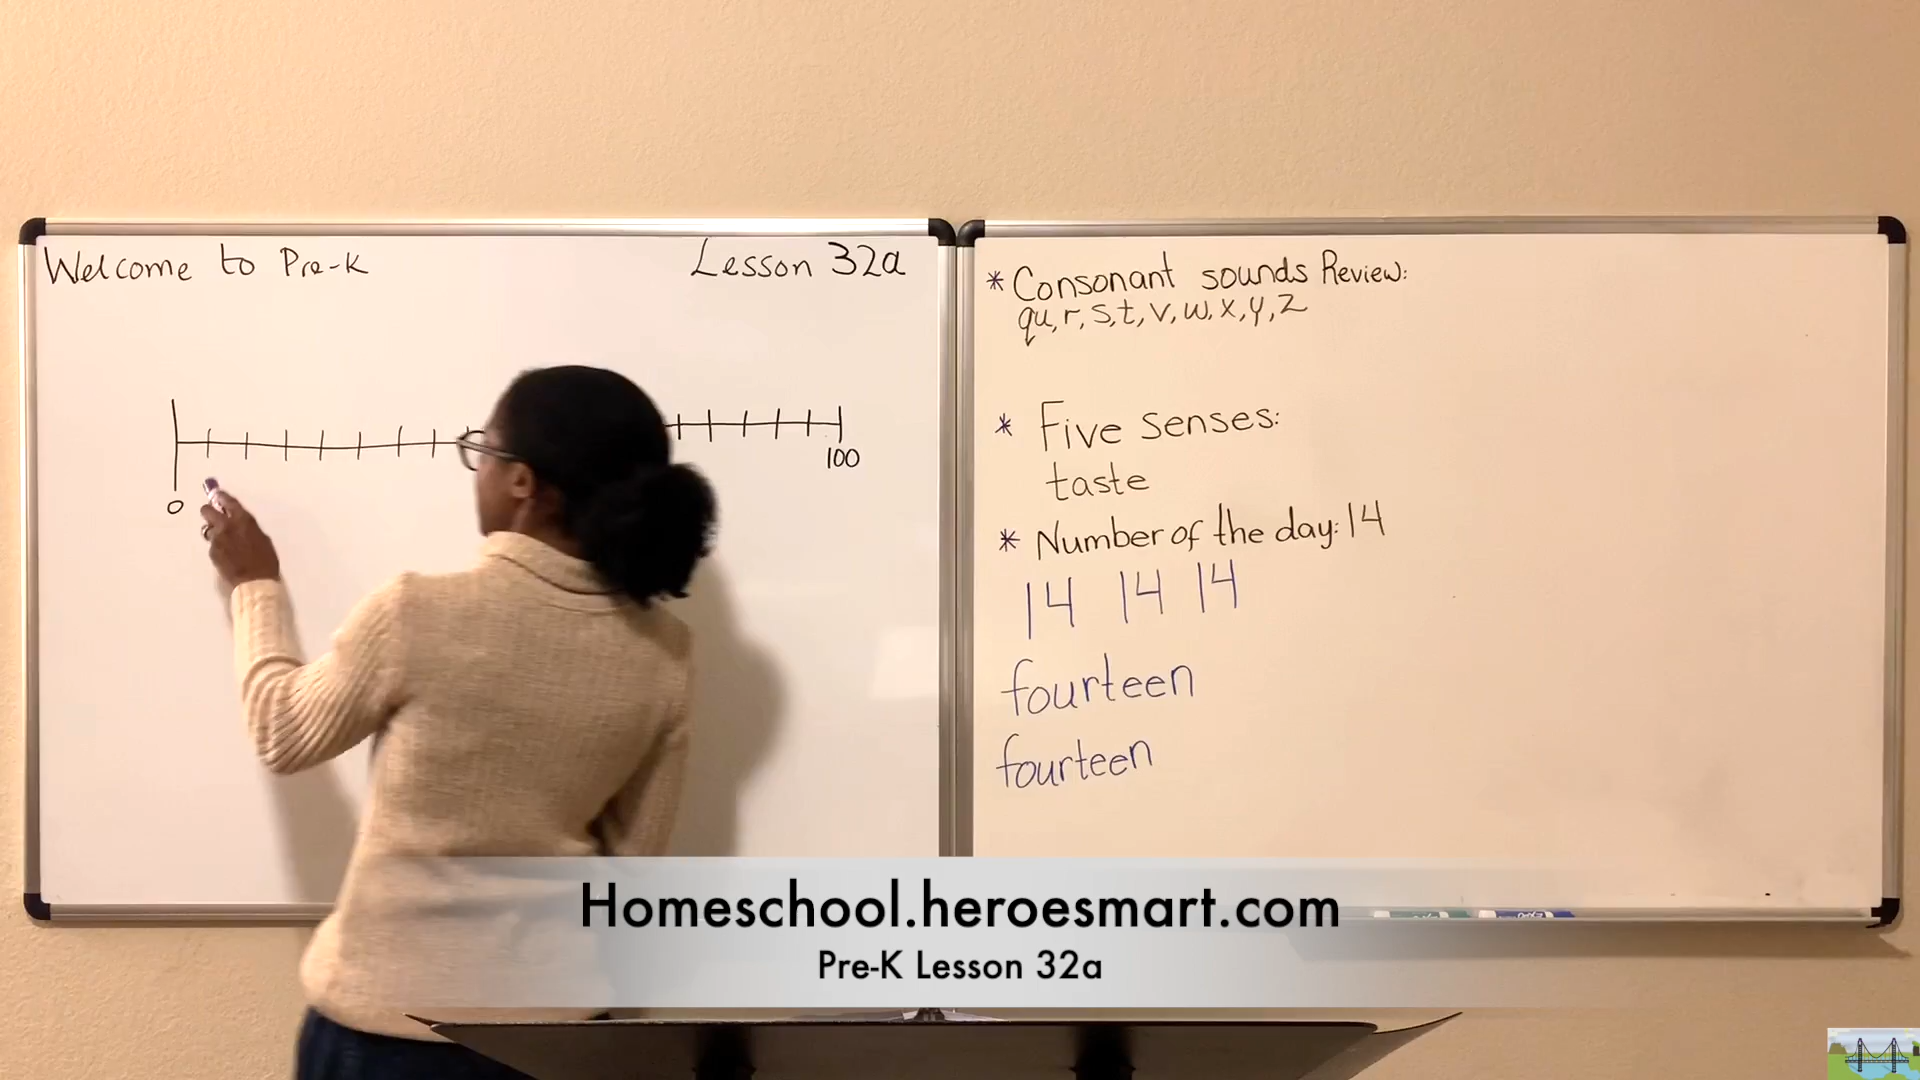 Welcome to Pre-K
Lesson 32a
0
100
* Consonant sounds Review:
qu, r, s, t, v, w, x, y, z
* Five senses:
taste
* Number of the day: 14
14 14 14
fourteen
fourteen
Homeschool.heroesmart.com
Pre-K Lesson 32a